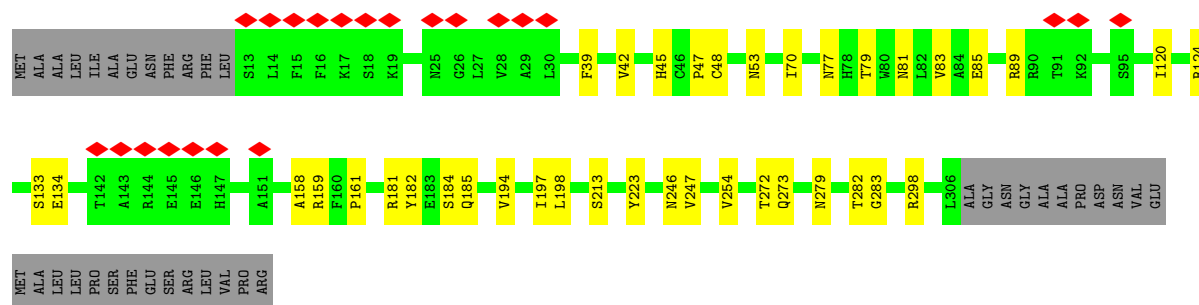 MET ALA ALA LEU ILE ALA GLU ASN PHE ARG PHE LEU S13 L14 F15 F16 K17 S18 K19 N25 G26 L27 V28 A29 L30 F39 V42 H45 C46 P47 C48 N53 I70 N77 H78 T79 W80 N81 L82 V83 A84 E85 R89 R90 T91 K92 S95 I120 R124
S133 E134 T142 A143 R144 E145 E146 H147 A151 A158 R159 F160 P161 R181 Y182 E183 S184 Q185 V194 I197 L198 S213 Y223 N246 V247 V254 T272 Q273 N279 T282 G283 R298 L306 ALA GLY ASN GLY ALA ALA PRO ASP ASN VAL GLU
MET ALA LEU LEU PRO SER PHE GLU SER ARG LEU VAL PRO ARG